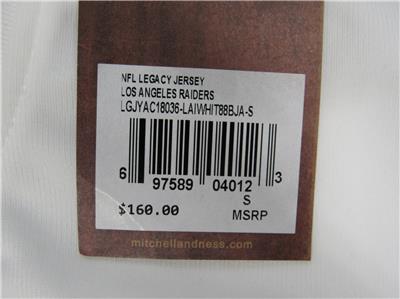 NFL LEGACY JERSEY
LOS ANGELES RAIDERS
LGJYAC18036-LAIWHIT88BJA-S
6 97589 04012 3
S
$160.00 MSRP
mitchellandness.com